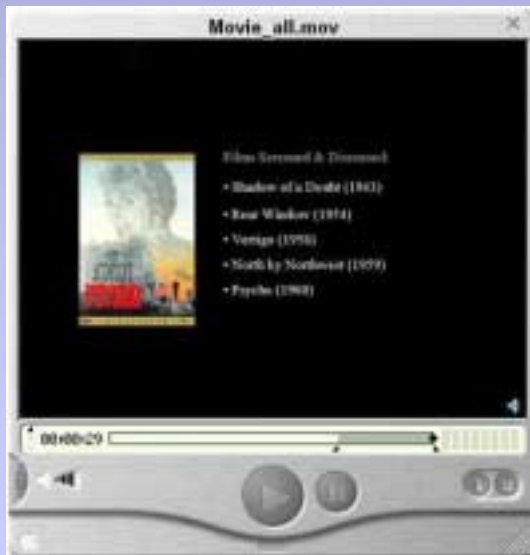 Movie_all.mov
Films Screened & Discussed:
• Shadow of a Doubt (1943)
• Rear Window (1954)
• Vertigo (1958)
• North by Northwest (1959)
• Psycho (1960)
00:00:29